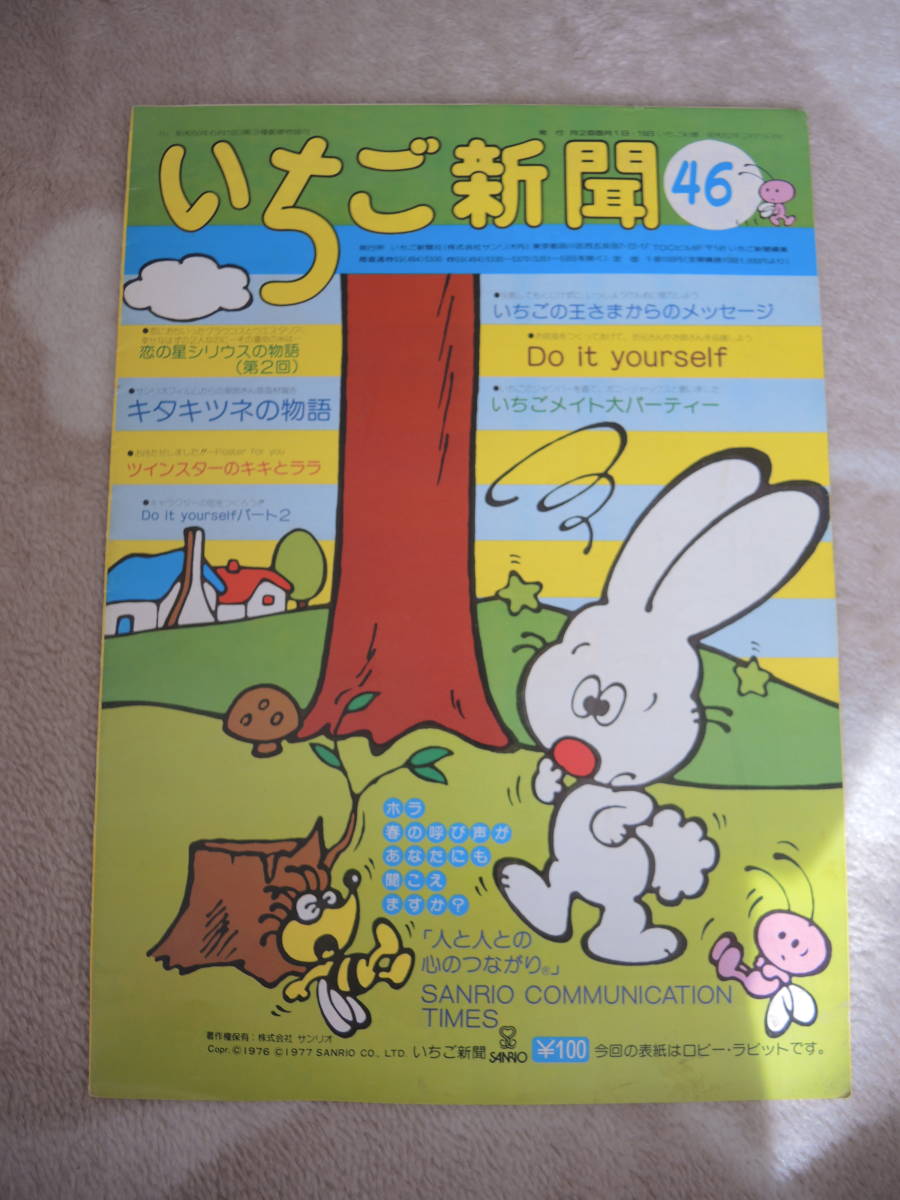 いちご新聞
46
いちごの王さまからのメッセージ
恋の星シリウスの物語
(第2回)
Do it yourself
キタキツネの物語
いちごメイト大パーティー
ツインスターのキキとララ
Do it yourselfパート2
ホラ
春の呼び声が
あなたにも
聞こえ
ますか?
「人と人との
心のつながり®」
SANRIO COMMUNICATION
TIMES
著作権保有:株式会社 サンリオ
Copr. ©1976 ©1977 SANRIO CO., LTD. いちご新聞 SANRIO ¥100 今回の表紙はロビー・ラビットです。